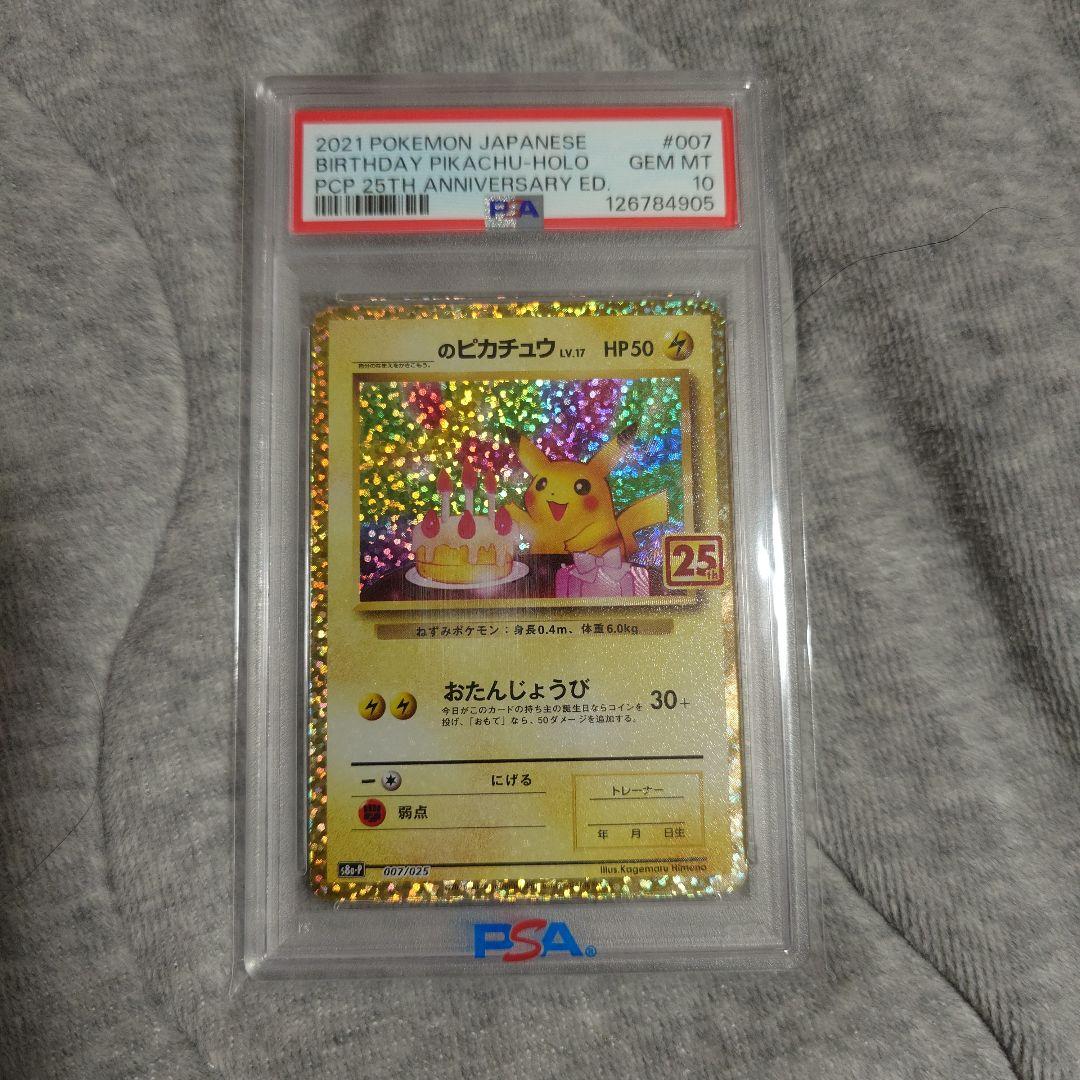 2021 POKEMON JAPANESE #007
BIRTHDAY PIKACHU-HOLO GEM MT
PCP 25TH ANNIVERSARY ED. 10
PSA 126784905
のピカチュウ LV.17 HP50
25th
ねずみポケモン：身長0.4m、体重6.0kg
おたんじょうび 30+
今日がこのカードの持ち主の誕生日ならコインを
投げ、「おもて」なら、50ダメージを追加する。
ー にげる
弱点
トレーナー
年 月 日生
s8a-P 007/025
Illus.Kagemaru Himeno
PSA®